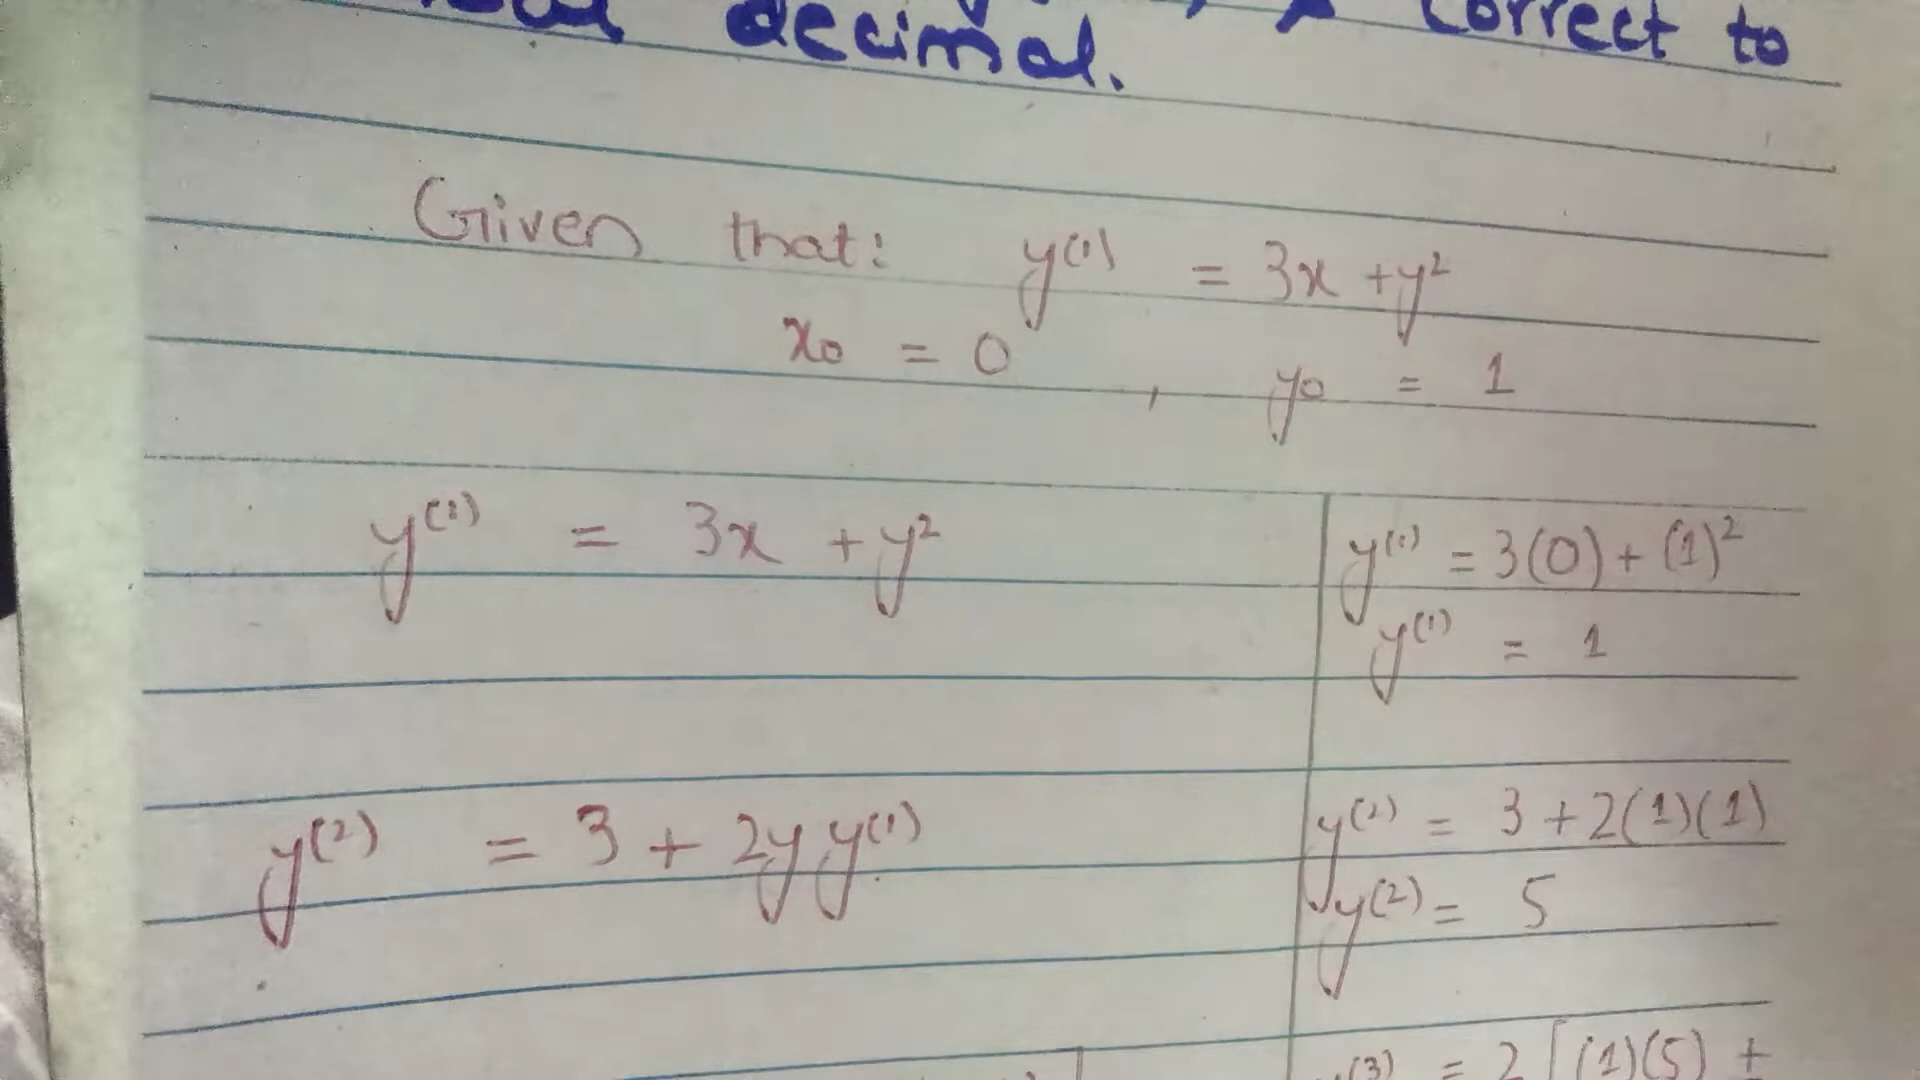 decimal. correct to
Given that: y⁽¹⁾ = 3x + y²
x₀ = 0 , y₀ = 1
y⁽¹⁾ = 3x + y²
y⁽¹⁾ = 3(0) + (1)²
y⁽¹⁾ = 1
y⁽²⁾ = 3 + 2y y⁽¹⁾
y⁽²⁾ = 3 + 2(1)(1)
y⁽²⁾ = 5
y⁽³⁾ = 2[(1)(5) +